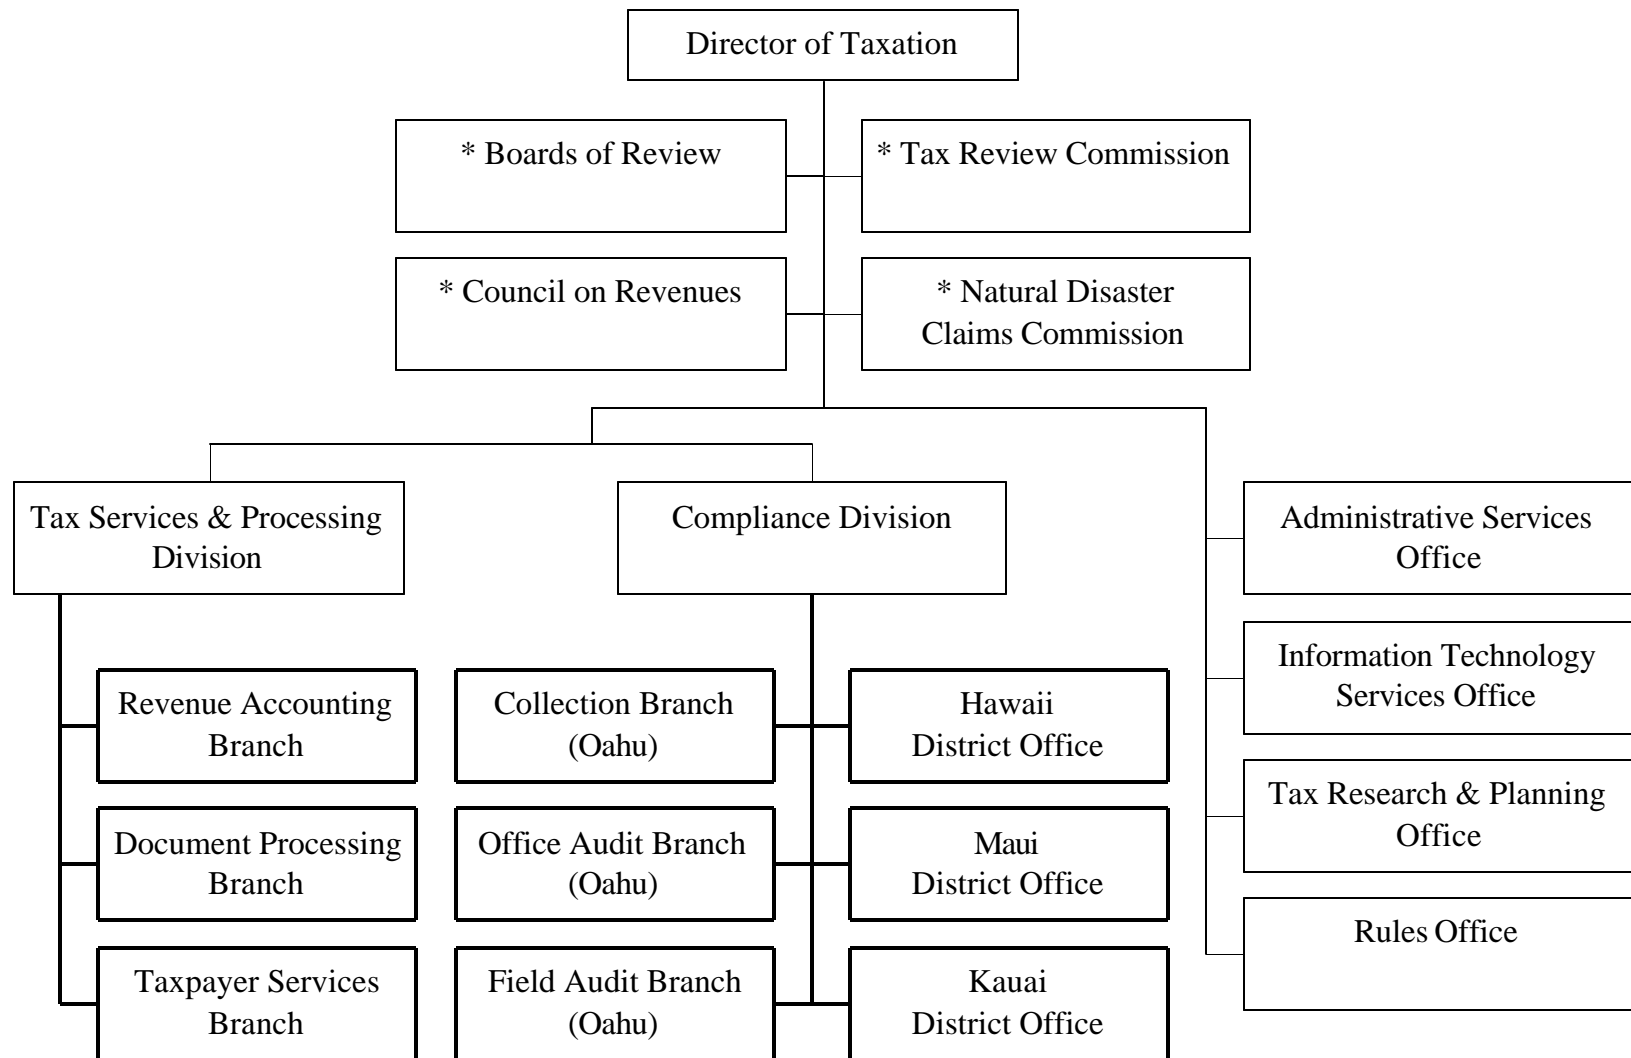 Director of Taxation
* Boards of Review
* Tax Review Commission
* Council on Revenues
* Natural Disaster
Claims Commission
Tax Services & Processing
Division
Compliance Division
Administrative Services
Office
Information Technology
Services Office
Tax Research & Planning
Office
Rules Office
Revenue Accounting
Branch
Collection Branch
(Oahu)
Hawaii
District Office
Document Processing
Branch
Office Audit Branch
(Oahu)
Maui
District Office
Taxpayer Services
Branch
Field Audit Branch
(Oahu)
Kauai
District Office